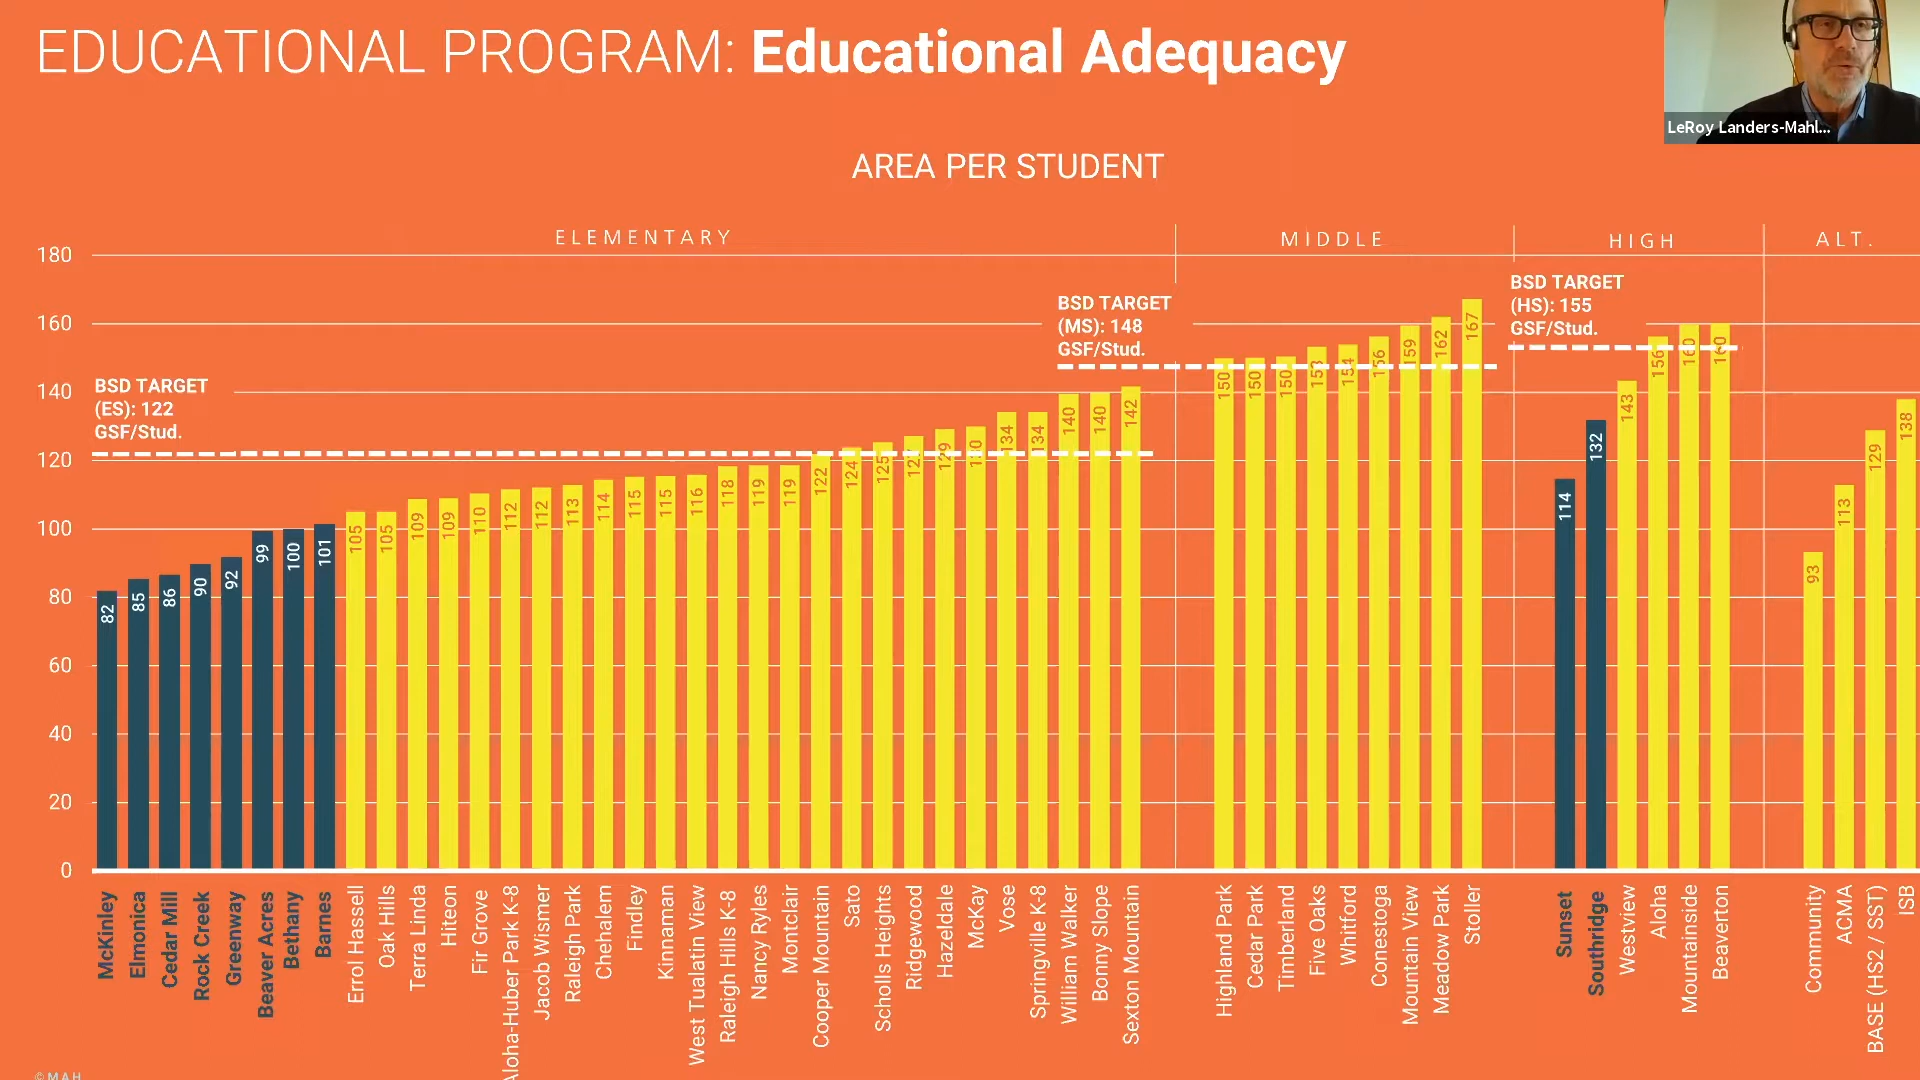 EDUCATIONAL PROGRAM: Educational Adequacy
LeRoy Landers-Mahl...
AREA PER STUDENT
ELEMENTARY
MIDDLE
HIGH
ALT.
180
160
140
120
100
80
60
40
20
0
BSD TARGET
(ES): 122
GSF/Stud.
BSD TARGET
(MS): 148
GSF/Stud.
BSD TARGET
(HS): 155
GSF/Stud.
82
85
86
90
92
99
100
101
105
105
109
109
110
112
112
113
114
115
115
116
118
119
119
122
124
125
129
130
134
134
140
140
142
150
150
150
153
154
156
159
162
167
114
132
143
156
160
160
93
113
129
138
McKinley
Elmonica
Cedar Mill
Rock Creek
Greenway
Beaver Acres
Bethany
Barnes
Errol Hassell
Oak Hills
Terra Linda
Hiteon
Fir Grove
Aloha-Huber Park K-8
Jacob Wismer
Raleigh Park
Chehalem
Findley
Kinnaman
West Tualatin View
Raleigh Hills K-8
Nancy Ryles
Montclair
Cooper Mountain
Sato
Scholls Heights
Ridgewood
Hazeldale
McKay
Vose
Springville K-8
William Walker
Bonny Slope
Sexton Mountain
Highland Park
Cedar Park
Timberland
Five Oaks
Whitford
Conestoga
Mountain View
Meadow Park
Stoller
Sunset
Southridge
Westview
Aloha
Mountainside
Beaverton
Community
ACMA
BASE (HS2 / SST)
ISB
©MAH